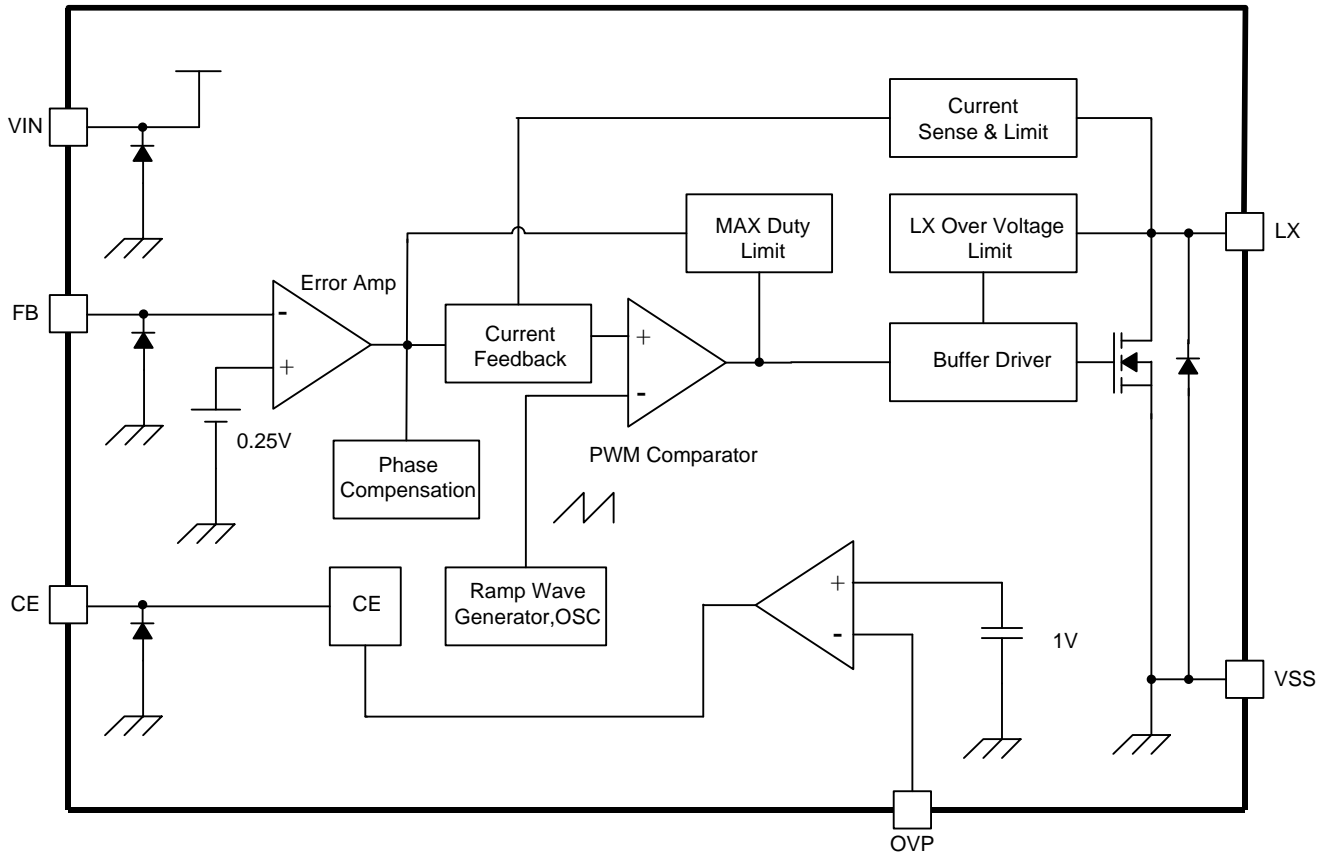 VIN
Current
Sense & Limit
MAX Duty
Limit
LX Over Voltage
Limit
LX
Error Amp
FB
-
+
0.25V
Current
Feedback
+
-
PWM Comparator
Buffer Driver
Phase
Compensation
CE
CE
Ramp Wave
Generator,OSC
+
-
1V
VSS
OVP